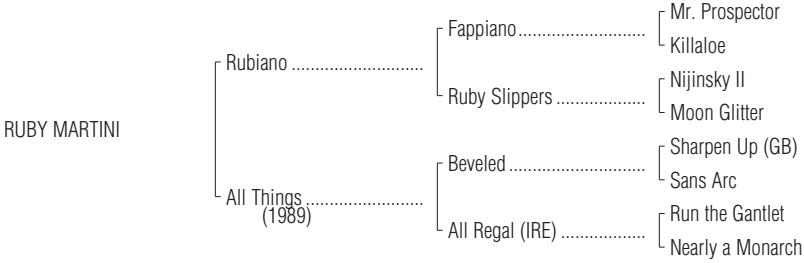 Mr. Prospector
Fappiano..............................
Killaloe
Rubiano ............................
Nijinsky II
Ruby Slippers ...................
Moon Glitter
RUBY MARTINI
Sharpen Up (GB)
Beveled .............................
Sans Arc
All Things .........................
(1989)
Run the Gantlet
All Regal (IRE) ..................
Nearly a Monarch